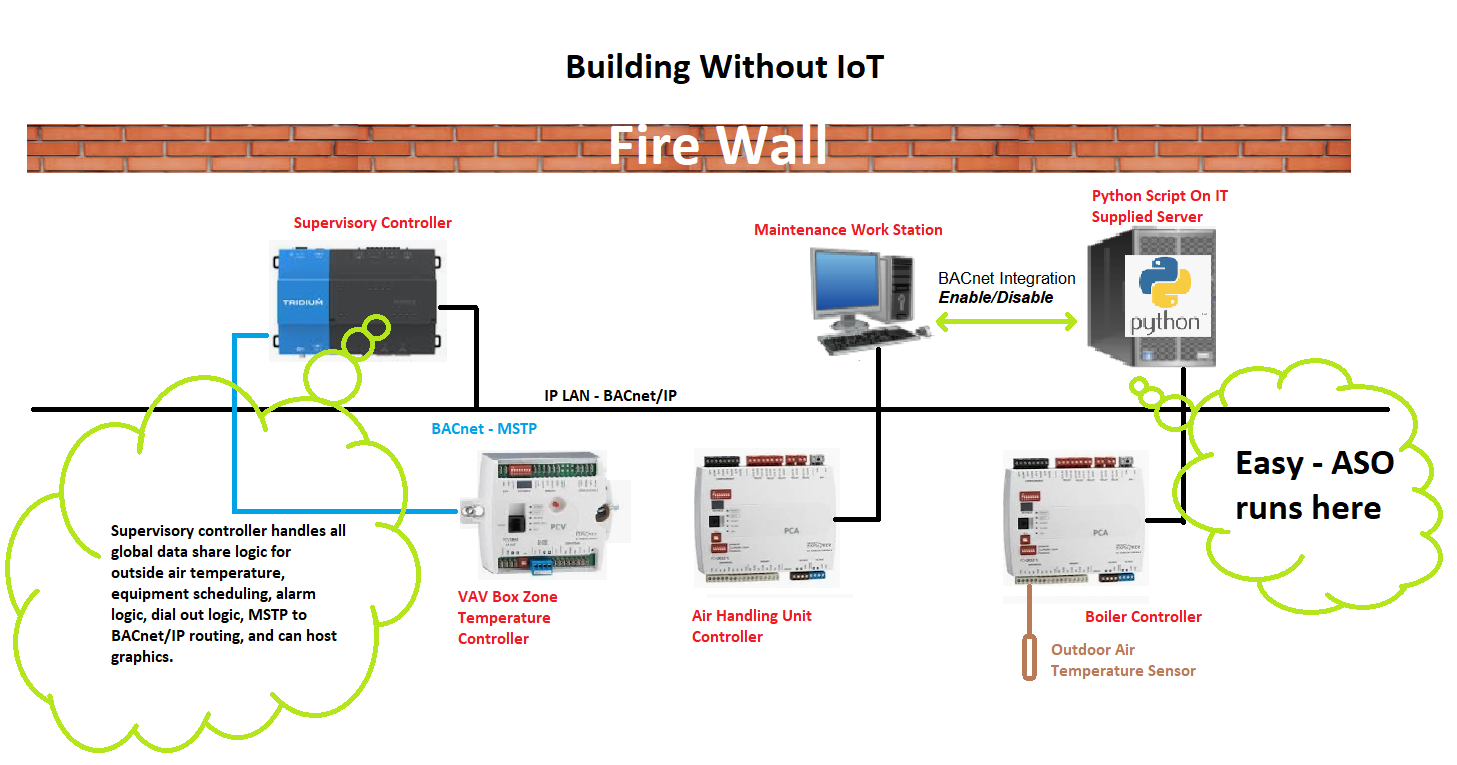 Building Without IoT
Fire Wall
Supervisory Controller
TRIDIUM
Maintenance Work Station
Python Script On IT
Supplied Server
BACnet Integration
Enable/Disable
python
IP LAN - BACnet/IP
BACnet - MSTP
PCV
PCA
PCA
Easy - ASO
runs here
Supervisory controller handles all
global data share logic for
outside air temperature,
equipment scheduling, alarm
logic, dial out logic, MSTP to
BACnet/IP routing, and can host
graphics.
VAV Box Zone
Temperature
Controller
Air Handling Unit
Controller
Boiler Controller
Outdoor Air
Temperature Sensor